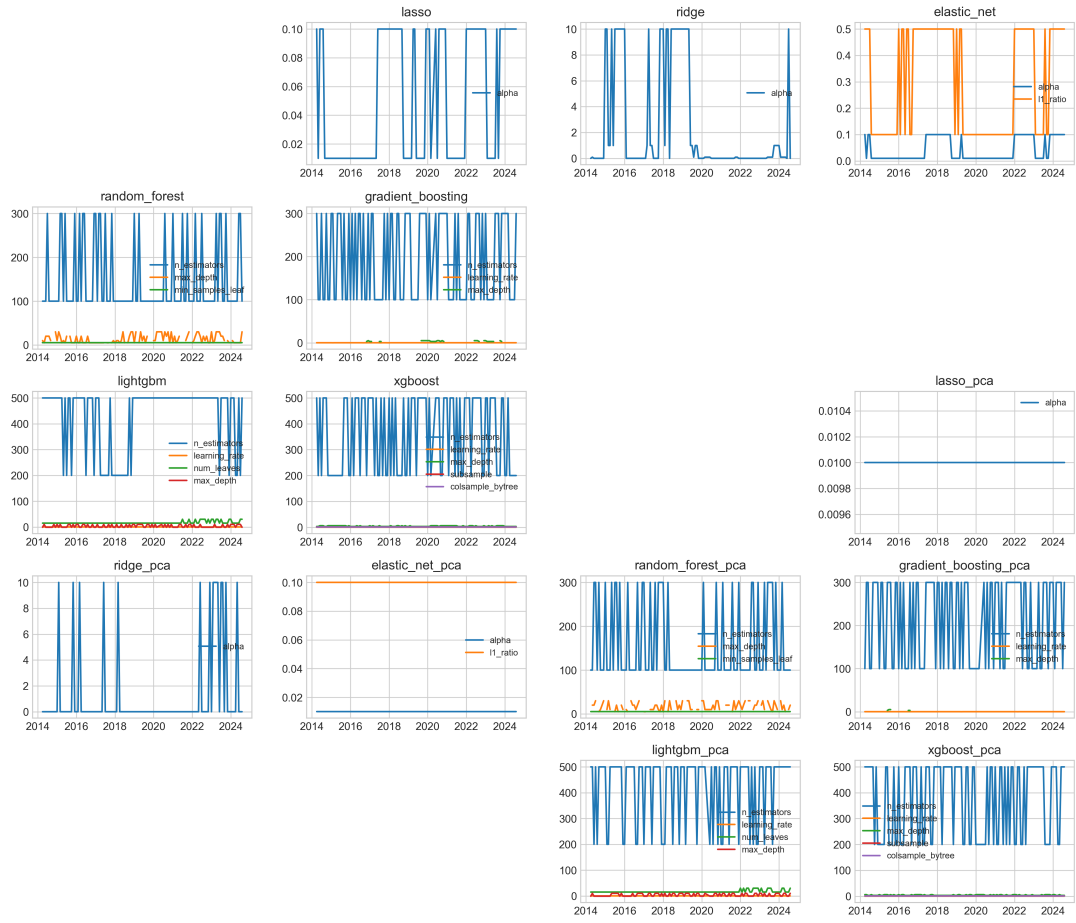 lasso
0.10
0.08
0.06
0.04
0.02
alpha
2014 2016 2018 2020 2022 2024
ridge
10
8
6
4
2
0
alpha
2014 2016 2018 2020 2022 2024
elastic_net
0.5
0.4
0.3
0.2
0.1
0.0
alpha
l1_ratio
2014 2016 2018 2020 2022 2024
random_forest
300
200
100
0
n_estimators
max_depth
min_samples_leaf
2014 2016 2018 2020 2022 2024
gradient_boosting
300
200
100
0
n_estimators
learning_rate
max_depth
2014 2016 2018 2020 2022 2024
lightgbm
500
400
300
200
100
0
n_estimators
learning_rate
num_leaves
max_depth
2014 2016 2018 2020 2022 2024
xgboost
500
400
300
200
100
0
n_estimators
learning_rate
max_depth
subsample
colsample_bytree
2014 2016 2018 2020 2022 2024
lasso_pca
0.0104
0.0102
0.0100
0.0098
0.0096
alpha
2014 2016 2018 2020 2022 2024
ridge_pca
10
8
6
4
2
0
alpha
2014 2016 2018 2020 2022 2024
elastic_net_pca
0.10
0.08
0.06
0.04
0.02
alpha
l1_ratio
2014 2016 2018 2020 2022 2024
random_forest_pca
300
200
100
0
n_estimators
max_depth
min_samples_leaf
2014 2016 2018 2020 2022 2024
gradient_boosting_pca
300
200
100
0
n_estimators
learning_rate
max_depth
2014 2016 2018 2020 2022 2024
lightgbm_pca
500
400
300
200
100
0
n_estimators
learning_rate
num_leaves
max_depth
2014 2016 2018 2020 2022 2024
xgboost_pca
500
400
300
200
100
0
n_estimators
learning_rate
max_depth
subsample
colsample_bytree
2014 2016 2018 2020 2022 2024